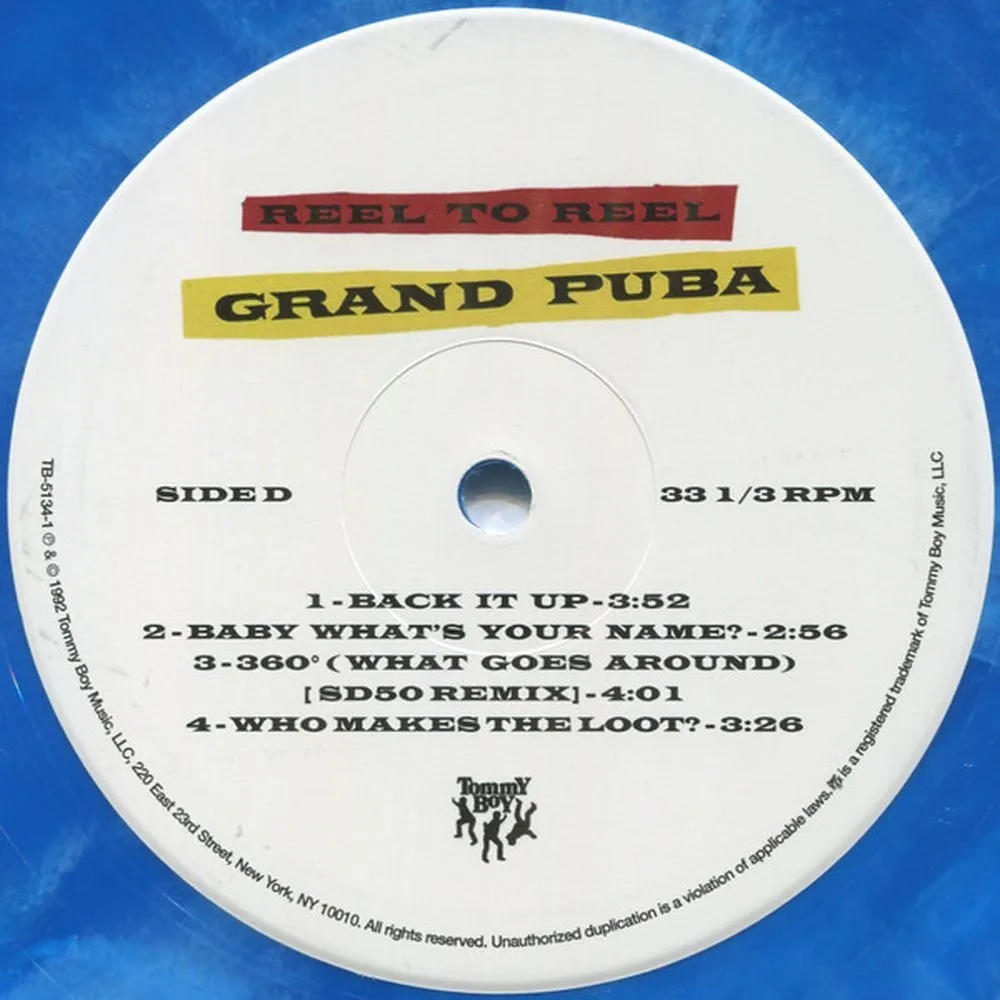 REEL TO REEL
GRAND PUBA
SIDE D
33 1/3 RPM
1-BACK IT UP-3:52
2-BABY WHAT'S YOUR NAME?-2:56
3-360° (WHAT GOES AROUND)
[SD50 REMIX]-4:01
4-WHO MAKES THE LOOT?-3:26
Tommy
Boy
TB-5134-1 ℗ & © 1992 Tommy Boy Music, LLC, 220 East 23rd Street, New York, NY 10010. All rights reserved. Unauthorized duplication is a violation of applicable laws. is a registered trademark of Tommy Boy Music, LLC